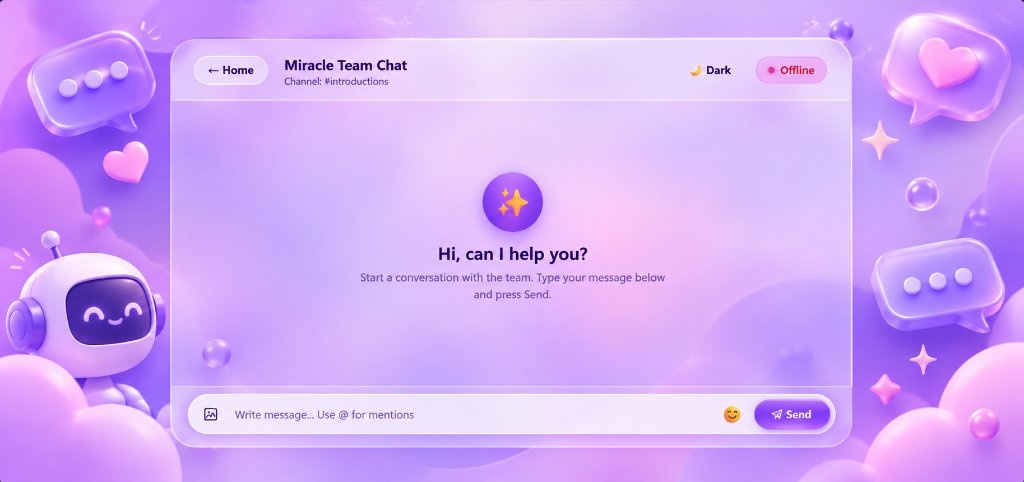 ← Home
Miracle Team Chat
Channel: #introductions
🌙 Dark
Offline
Hi, can I help you?
Start a conversation with the team. Type your message below
and press Send.
Write message... Use @ for mentions
Send